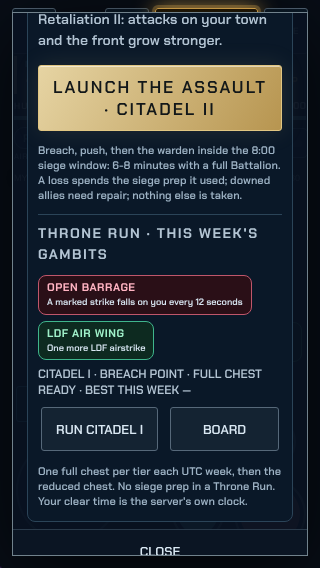 Retaliation II: attacks on your town
and the front grow stronger.
LAUNCH THE ASSAULT
· CITADEL II
Breach, push, then the warden inside the 8:00
siege window: 6-8 minutes with a full Battalion.
A loss spends the siege prep it used; downed
allies need repair; nothing else is taken.
THRONE RUN · THIS WEEK'S
GAMBITS
OPEN BARRAGE
A marked strike falls on you every 12 seconds
LDF AIR WING
One more LDF airstrike
CITADEL I · BREACH POINT · FULL CHEST
READY · BEST THIS WEEK —
RUN CITADEL I
BOARD
One full chest per tier each UTC week, then the
reduced chest. No siege prep in a Throne Run.
Your clear time is the server's own clock.
CLOSE